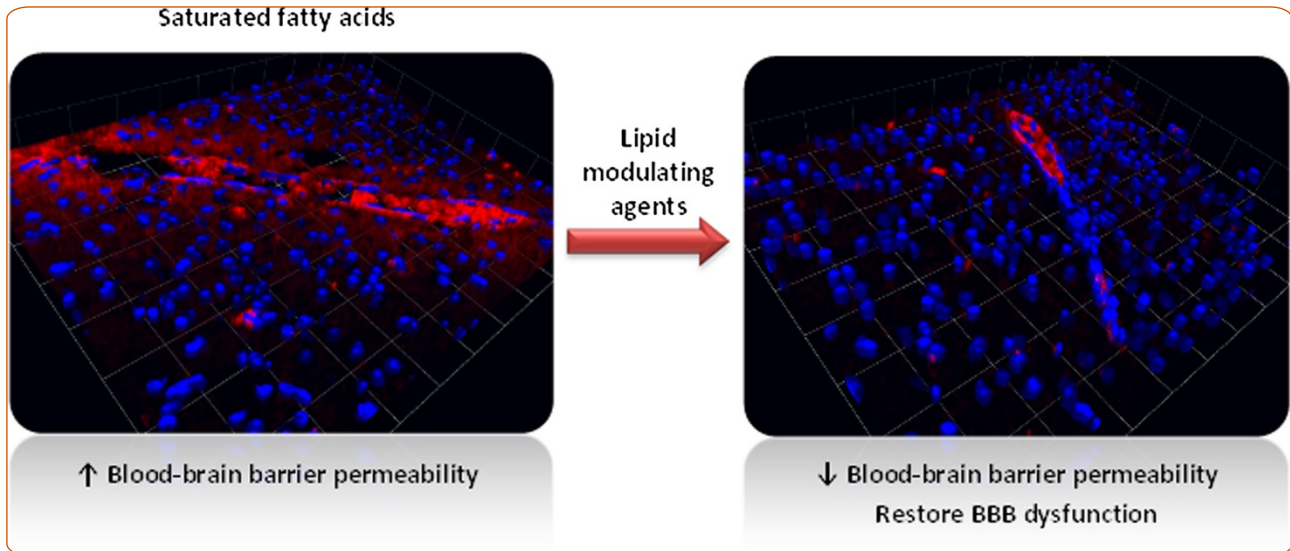 Saturated fatty acids
Lipid
modulating
agents
↑ Blood-brain barrier permeability
↓ Blood-brain barrier permeability
Restore BBB dysfunction